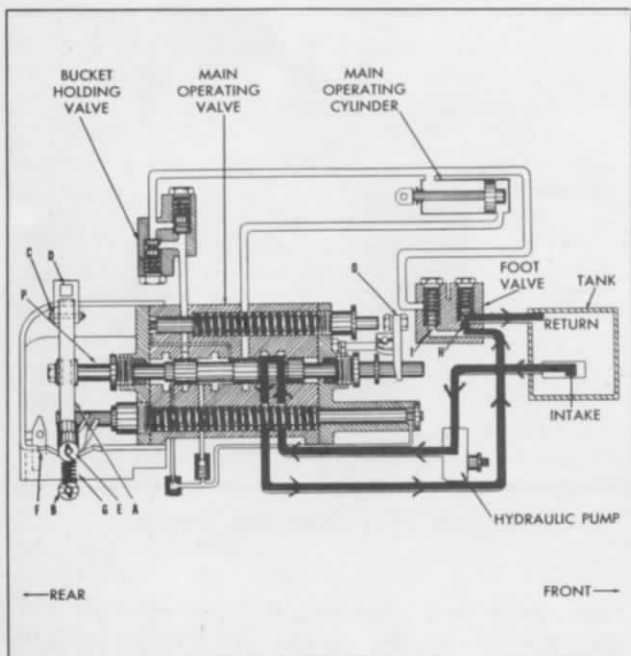 BUCKET
HOLDING
VALVE
MAIN
OPERATING
VALVE
MAIN
OPERATING
CYLINDER
C
D
P
O
FOOT
VALVE
TANK
RETURN
I
H
INTAKE
F
B
G
E
A
HYDRAULIC PUMP
←REAR
FRONT→